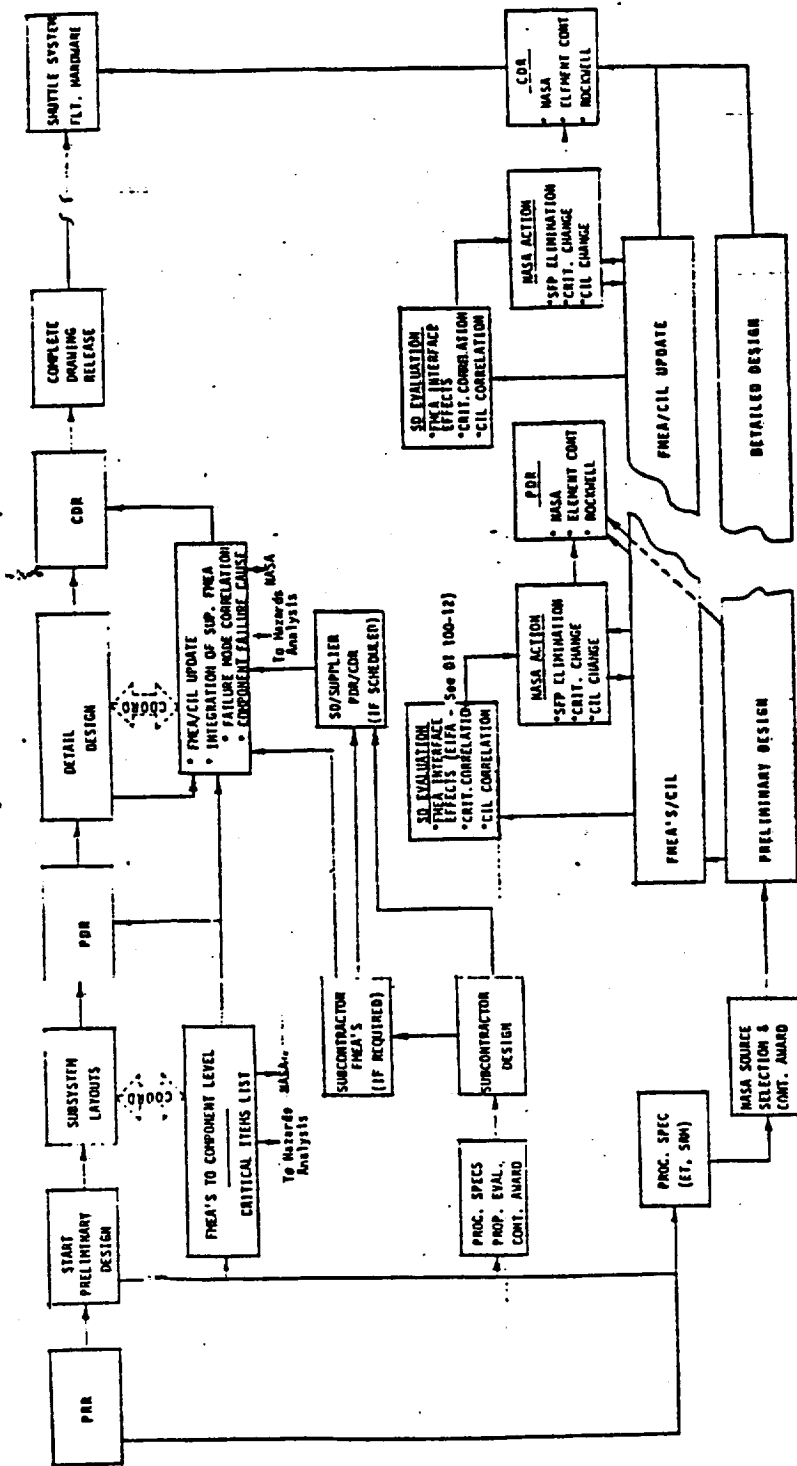 PRR
START
PRELIMINARY
DESIGN
SUBSYSTEM
LAYOUTS
PDR
DETAIL
DESIGN
CDR
COMPLETE
DRAWING
RELEASE
SHUTTLE SYSTEM
FLT. HARDWARE
COORD
COORD
FMEA'S TO COMPONENT LEVEL
CRITICAL ITEMS LIST
To Hazards
Analysis
NASA
* FMEA/CIL UPDATE
* INTEGRATION OF SUP. FMEA
* FAILURE MODE CORRELATION
* COMPONENT FAILURE CAUSE
To Hazards
Analysis
NASA
SUBCONTRACTOR
FMEA'S
(IF REQUIRED)
SD/SUPPLIER
PDR/CDR
(IF SCHEDULED)
PROC. SPECS
PROP. EVAL.,
CONT. AWARD
SUBCONTRACTOR
DESIGN
SD EVALUATION
*FMEA INTERFACE
EFFECTS (EIFA - See OI 100-12)
*CRIT.CORRELATION
*CIL CORRELATION
NASA ACTION
*SFP ELIMINATION
*CRIT. CHANGE
*CIL CHANGE
PDR
* NASA
* ELEMENT CONT
* ROCKWELL
SD EVALUATION
*FMEA INTERFACE
EFFECTS
*CRIT.CORRELATION
*CIL CORRELATION
NASA ACTION
*SFP ELIMINATION
*CRIT. CHANGE
*CIL CHANGE
CDR
* NASA
* ELEMENT CONT
* ROCKWELL
PROC. SPEC
(ET, SRM)
NASA SOURCE
SELECTION &
CONT. AWARD
FMEA'S/CIL
FMEA/CIL UPDATE
PRELIMINARY DESIGN
DETAILED DESIGN